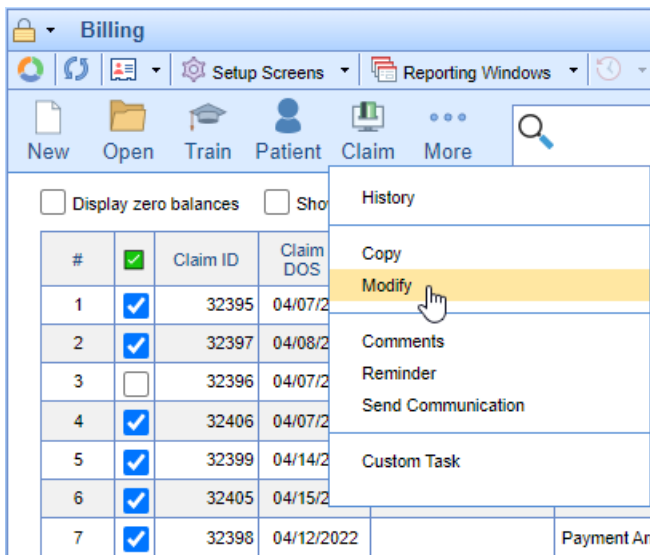 Billing
Setup Screens Reporting Windows
New Open Train Patient Claim More
Display zero balances
History
Copy
Modify
Comments
Reminder
Send Communication
Custom Task
# Claim ID Claim DOS
1 32395 04/07/2
2 32397 04/08/2
3 32396 04/07/2
4 32406 04/07/2
5 32399 04/14/2
6 32405 04/15/2
7 32398 04/12/2022 Payment